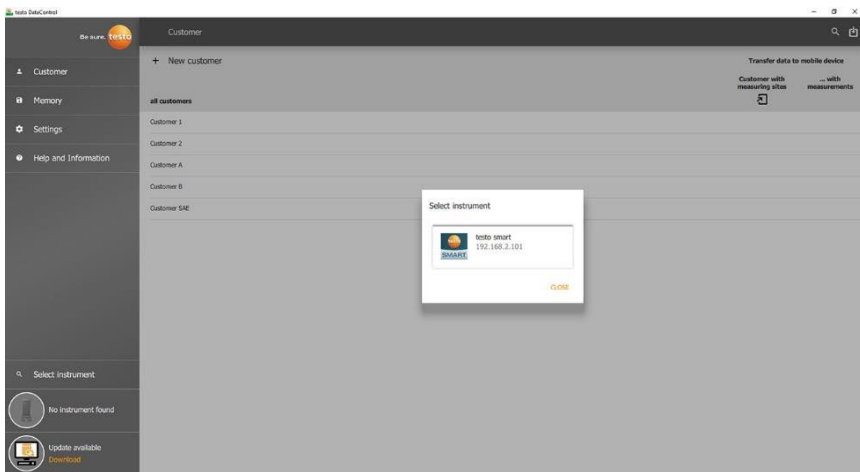 testo DataControl
Be sure. testo
Customer
Customer
Memory
Settings
Help and Information
Select instrument
No instrument found
Update available
Download
+ New customer
Transfer data to mobile device
Customer with
measuring sites
... with
measurements
all customers
Customer 1
Customer 2
Customer A
Customer B
Customer SAE
Select instrument
SMART
testo smart
192.168.2.101
CLOSE